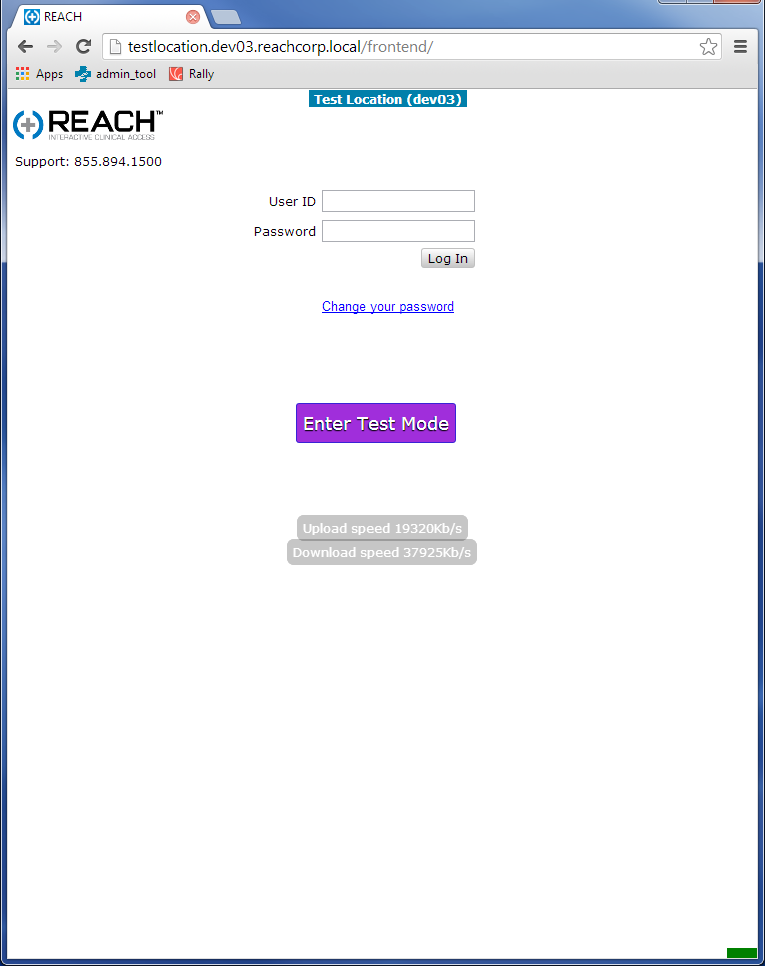 REACH
testlocation.dev03.reachcorp.local/frontend/
Apps admin_tool Rally
Test Location (dev03)
REACH™
INTERACTIVE CLINICAL ACCESS
Support: 855.894.1500
User ID
Password
Log In
Change your password
Enter Test Mode
Upload speed 19320Kb/s
Download speed 37925Kb/s